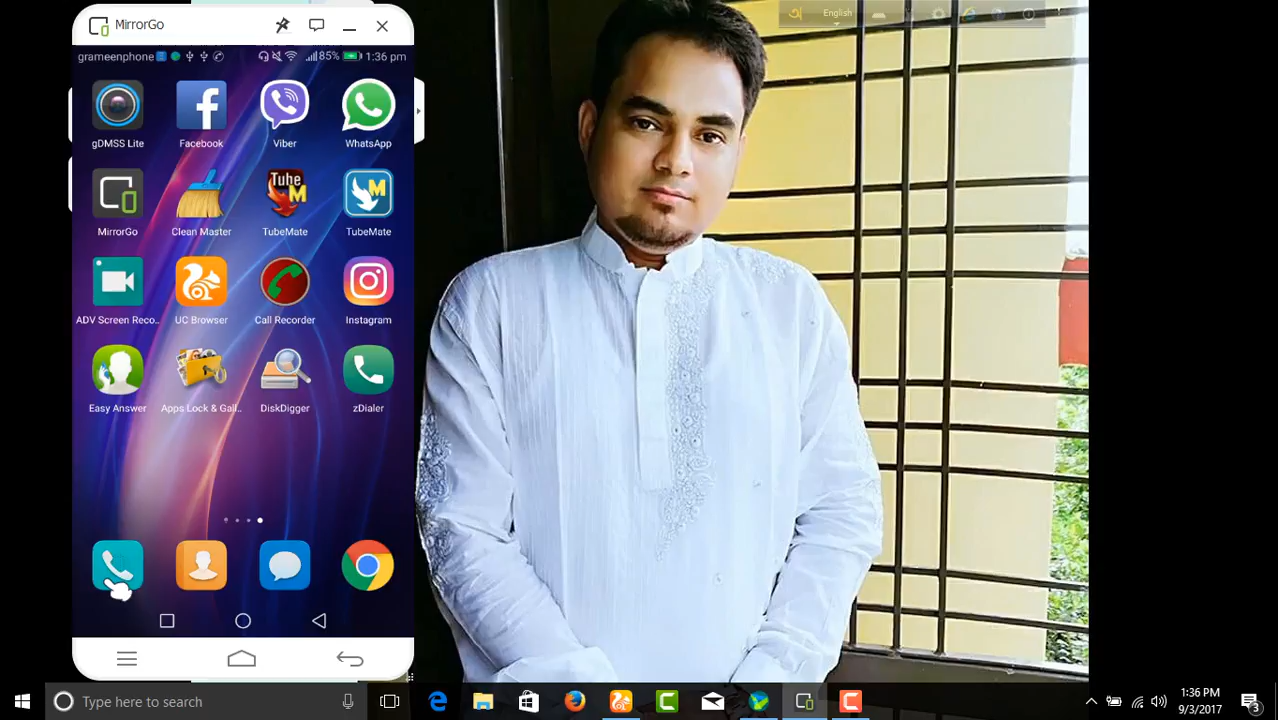 MirrorGo
অ English
grameenphone 85% 1:36 pm
gDMSS Lite Facebook Viber WhatsApp
Tube M M
MirrorGo Clean Master TubeMate TubeMate
ADV Screen Reco.. UC Browser Call Recorder Instagram
Easy Answer Apps Lock & Gall.. DiskDigger zDialer
Type here to search
1:36 PM
9/3/2017
3